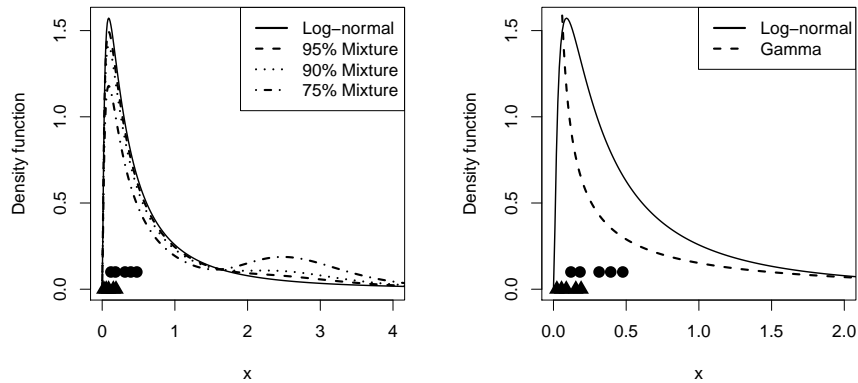 Density function
0.0
0.5
1.0
1.5
0
1
2
3
4
x
Log−normal
95% Mixture
90% Mixture
75% Mixture
Density function
0.0
0.5
1.0
1.5
0.0
0.5
1.0
1.5
2.0
x
Log−normal
Gamma